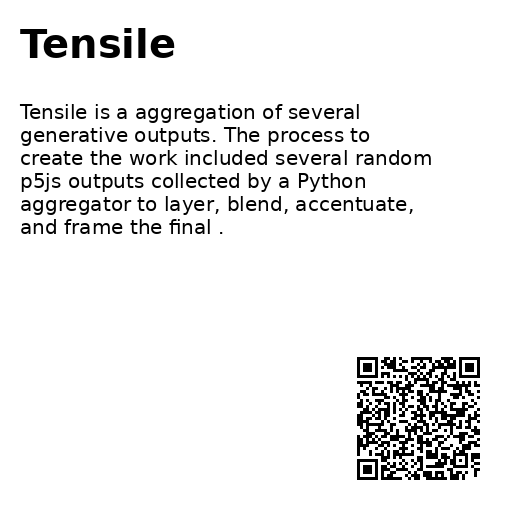 Tensile
Tensile is a aggregation of several
generative outputs. The process to
create the work included several random
p5js outputs collected by a Python
aggregator to layer, blend, accentuate,
and frame the final .